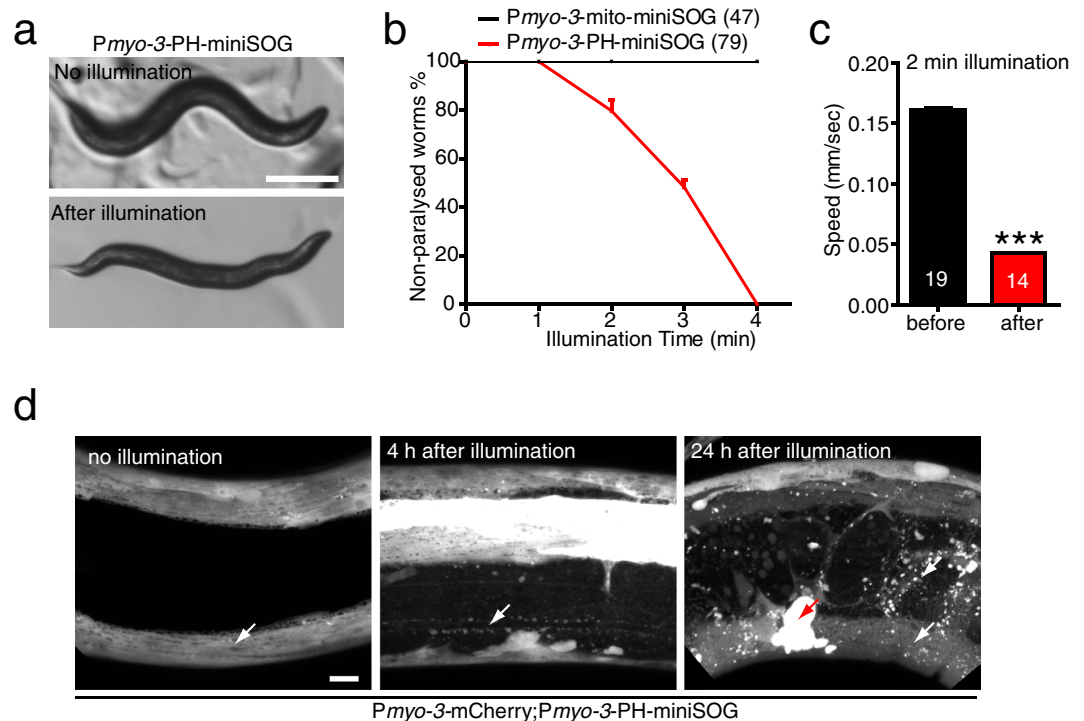 a
Pmyo-3-PH-miniSOG
No illumination
After illumination
b
Pmyo-3-mito-miniSOG (47)
Pmyo-3-PH-miniSOG (79)
Non-paralysed worms %
100
80
60
40
20
0
0 1 2 3 4
Illumination Time (min)
c
2 min illumination
Speed (mm/sec)
0.20
0.15
0.10
0.05
0.00
***
19 14
before after
d
no illumination
4 h after illumination
24 h after illumination
Pmyo-3-mCherry;Pmyo-3-PH-miniSOG